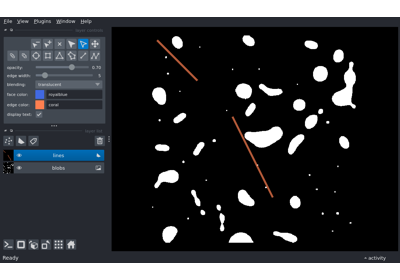 File View Plugins Window Help
opacity: 0.70
edge width: 5
blending: translucent
face color: royalblue
edge color: coral
display text:
lines
blobs
Ready
activity